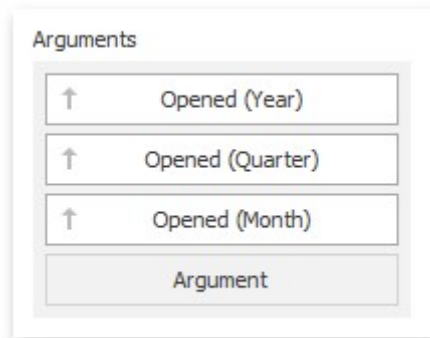 Arguments
Opened (Year)
Opened (Quarter)
Opened (Month)
Argument